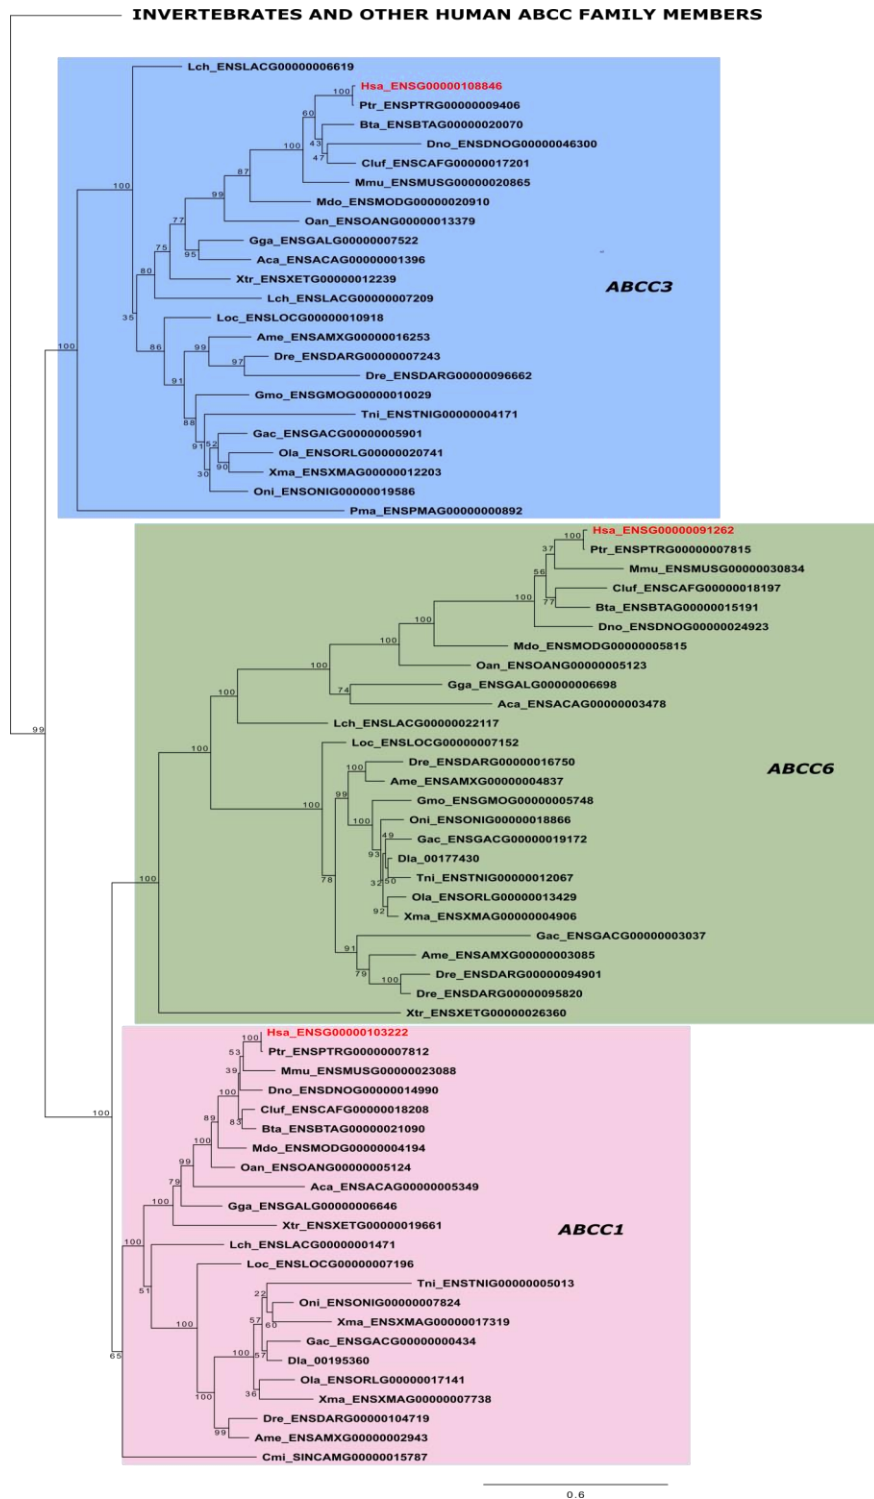 INVERTEBRATES AND OTHER HUMAN ABCC FAMILY MEMBERS
Lch_ENSLACG00000006619
Hsa_ENSG00000108846
100
Ptr_ENSPTRG00000009406
60
Bta_ENSBTAG00000020070
43
Dno_ENSDNOG00000046300
100
47
Cluf_ENSCAFG00000017201
87
Mmu_ENSMUSG00000020865
100
Mdo_ENSMODG00000020910
99
77
Oan_ENSOANG00000013379
Gga_ENSGALG00000007522
75
95
Aca_ENSACAG00000001396
80
Xtr_ENSXETG00000012239
ABCC3
Lch_ENSLACG00000007209
35
Loc_ENSLOCG00000010918
Ame_ENSAMXG00000016253
100
86
99
Dre_ENSDARG00000007243
97
Dre_ENSDARG00000096662
91
Gmo_ENSGMOG00000010029
88
Tni_ENSTNIG00000004171
Gac_ENSGACG00000005901
91
52
Ola_ENSORLG00000020741
90
Xma_ENSXMAG00000012203
30
Oni_ENSONIG00000019586
Pma_ENSPMAG00000000892
Hsa_ENSG00000091262
100
Ptr_ENSPTRG00000007815
37
Mmu_ENSMUSG00000030834
56
Cluf_ENSCAFG00000018197
77
Bta_ENSBTAG00000015191
100
Dno_ENSDNOG00000024923
100
Mdo_ENSMODG00000005815
100
Oan_ENSOANG00000005123
Gga_ENSGALG00000006698
74
Aca_ENSACAG00000003478
100
Lch_ENSLACG00000022117
99
Loc_ENSLOCG00000007152
100
Dre_ENSDARG00000016750
100
ABCC6
Ame_ENSAMXG00000004837
99
Gmo_ENSGMOG00000005748
100
Oni_ENSONIG00000018866
100
49
Gac_ENSGACG00000019172
93
Dla_00177430
78
32
50
Tni_ENSTNIG00000012067
100
Ola_ENSORLG00000013429
92
Xma_ENSXMAG00000004906
Gac_ENSGACG00000003037
91
Ame_ENSAMXG00000003085
79
Dre_ENSDARG00000094901
100
Dre_ENSDARG00000095820
Xtr_ENSXETG00000026360
Hsa_ENSG00000103222
100
Ptr_ENSPTRG00000007812
53
Mmu_ENSMUSG00000023088
39
Dno_ENSDNOG00000014990
100
Cluf_ENSCAFG00000018208
100
89
83
Bta_ENSBTAG00000021090
100
Mdo_ENSMODG00000004194
99
Oan_ENSOANG00000005124
79
Aca_ENSACAG00000005349
100
Gga_ENSGALG00000006646
Xtr_ENSXETG00000019661
ABCC1
100
Lch_ENSLACG00000001471
Loc_ENSLOCG00000007196
51
Tni_ENSTNIG00000005013
22
Oni_ENSONIG00000007824
60
Xma_ENSXMAG00000017319
100
57
Gac_ENSGACG00000000434
65
100
57
Dla_00195360
Ola_ENSORLG00000017141
36
Xma_ENSXMAG00000007738
100
Dre_ENSDARG00000104719
99
Ame_ENSAMXG00000002943
Cmi_SINCAMG00000015787
0.6